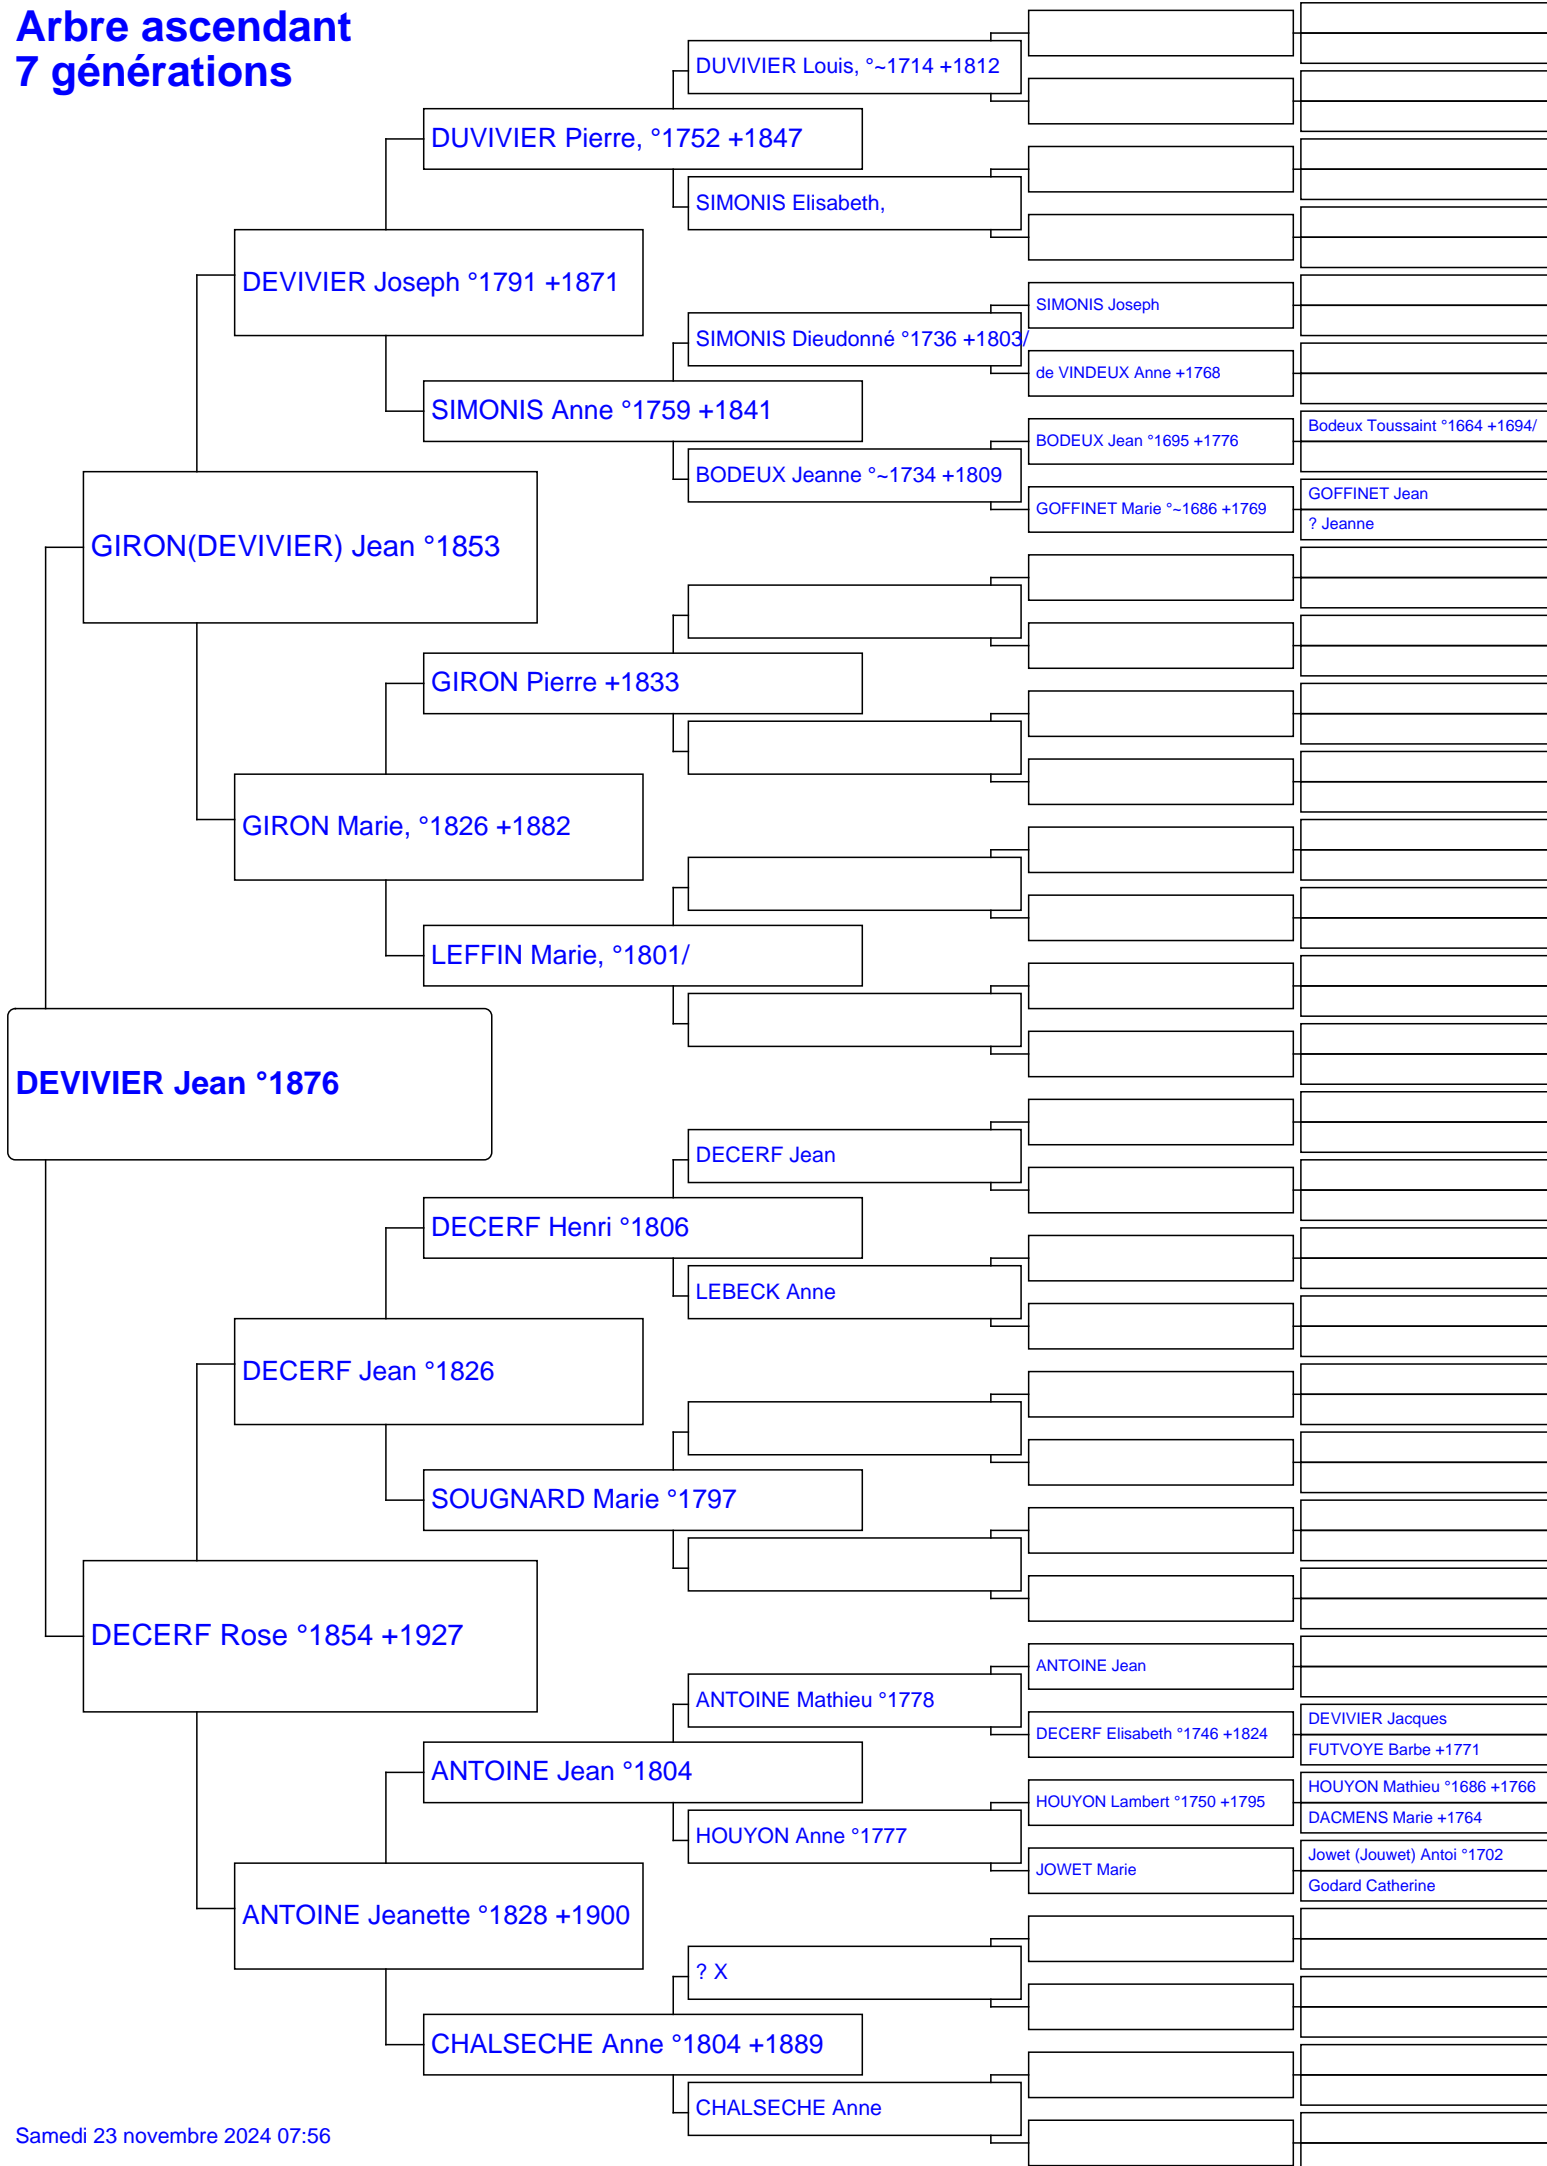 Arbre ascendant
7 générations
DUVIVIER Louis, °~1714 +1812
DUVIVIER Pierre, °1752 +1847
SIMONIS Elisabeth,
DEVIVIER Joseph °1791 +1871
SIMONIS Joseph
SIMONIS Dieudonné °1736 +1803/
de VINDEUX Anne +1768
SIMONIS Anne °1759 +1841
Bodeux Toussaint °1664 +1694/
BODEUX Jean °1695 +1776
BODEUX Jeanne °~1734 +1809
GOFFINET Jean
GOFFINET Marie °~1686 +1769
? Jeanne
GIRON(DEVIVIER) Jean °1853
GIRON Pierre +1833
GIRON Marie, °1826 +1882
LEFFIN Marie, °1801/
DEVIVIER Jean °1876
DECERF Jean
DECERF Henri °1806
LEBECK Anne
DECERF Jean °1826
SOUGNARD Marie °1797
DECERF Rose °1854 +1927
ANTOINE Jean
ANTOINE Mathieu °1778
DEVIVIER Jacques
DECERF Elisabeth °1746 +1824
FUTVOYE Barbe +1771
ANTOINE Jean °1804
HOUYON Mathieu °1686 +1766
HOUYON Lambert °1750 +1795
DACMENS Marie +1764
HOUYON Anne °1777
Jowet (Jouwet) Antoi °1702
JOWET Marie
Godard Catherine
ANTOINE Jeanette °1828 +1900
? X
CHALSECHE Anne °1804 +1889
CHALSECHE Anne
Samedi 23 novembre 2024 07:56